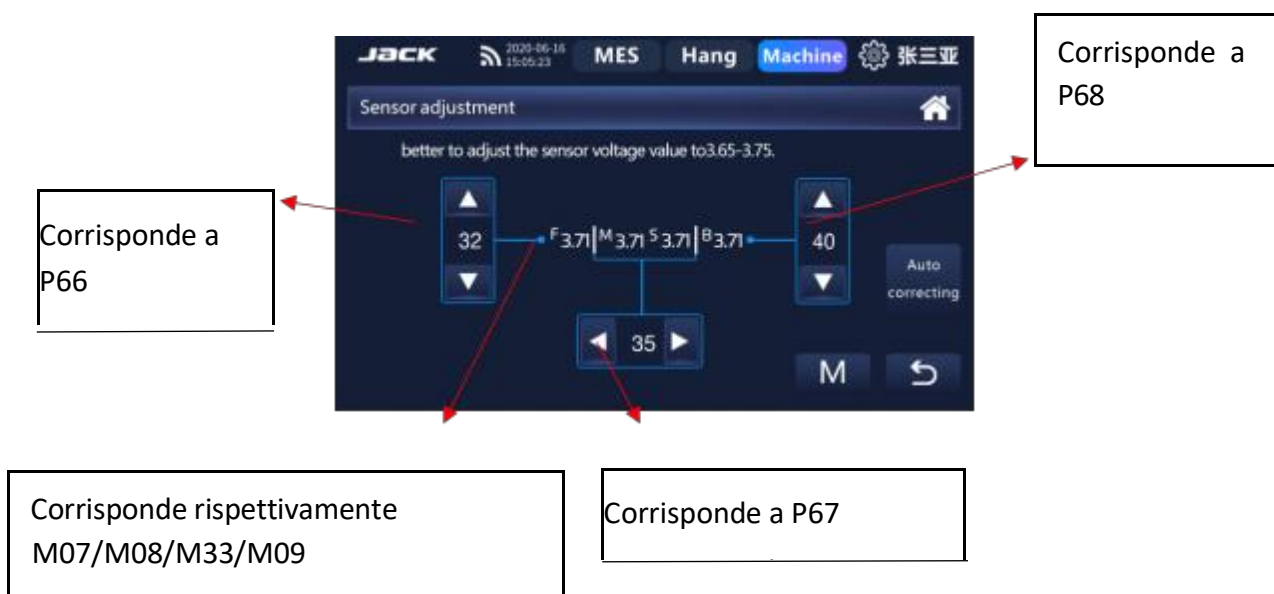 JACK 2020-06-16 15:05:23 MES Hang Machine 张三亚
Sensor adjustment
better to adjust the sensor voltage value to3.65-3.75.
32
F3.71 M3.71 S3.71 B3.71
40
Auto
correcting
35
M
Corrisponde a
P68
Corrisponde a
P66
Corrisponde rispettivamente
M07/M08/M33/M09
Corrisponde a P67